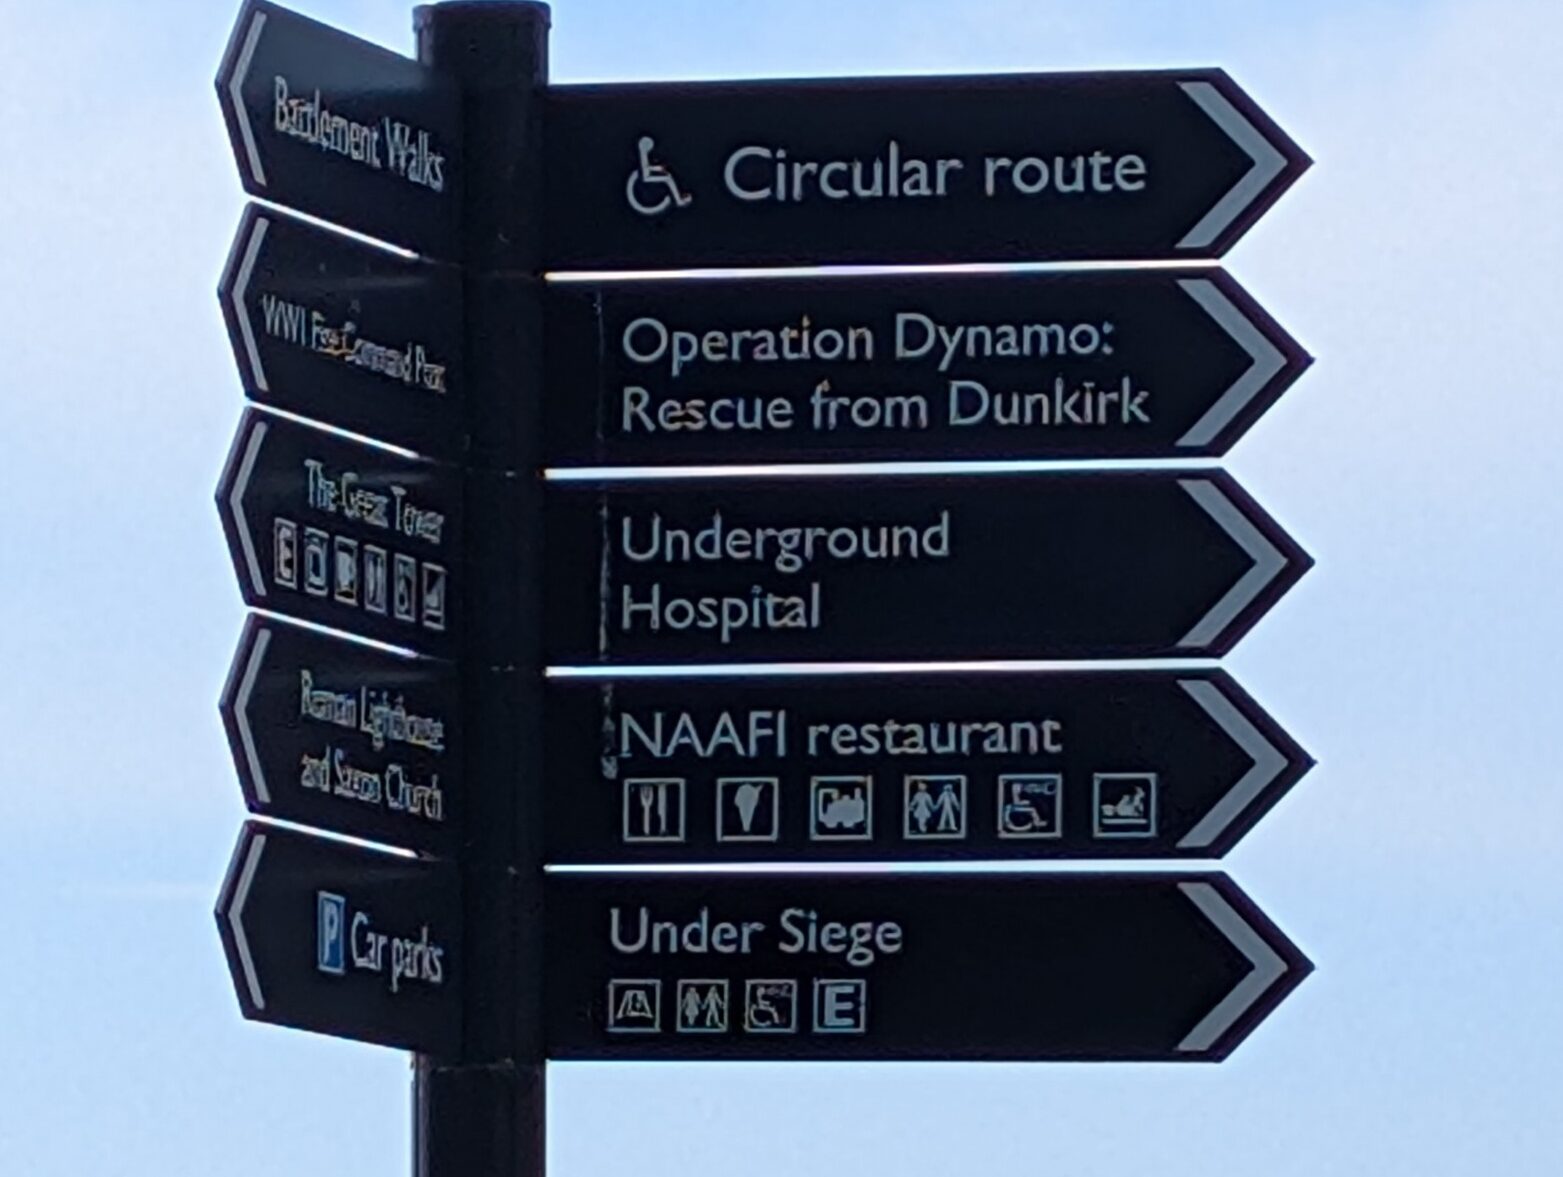 Battlement Walks
WWI Fire Command Post
The Great Tower
E
Roman Lighthouse
and Saxon Church
P Car parks
Circular route
Operation Dynamo:
Rescue from Dunkirk
Underground
Hospital
NAAFI restaurant
Under Siege
E